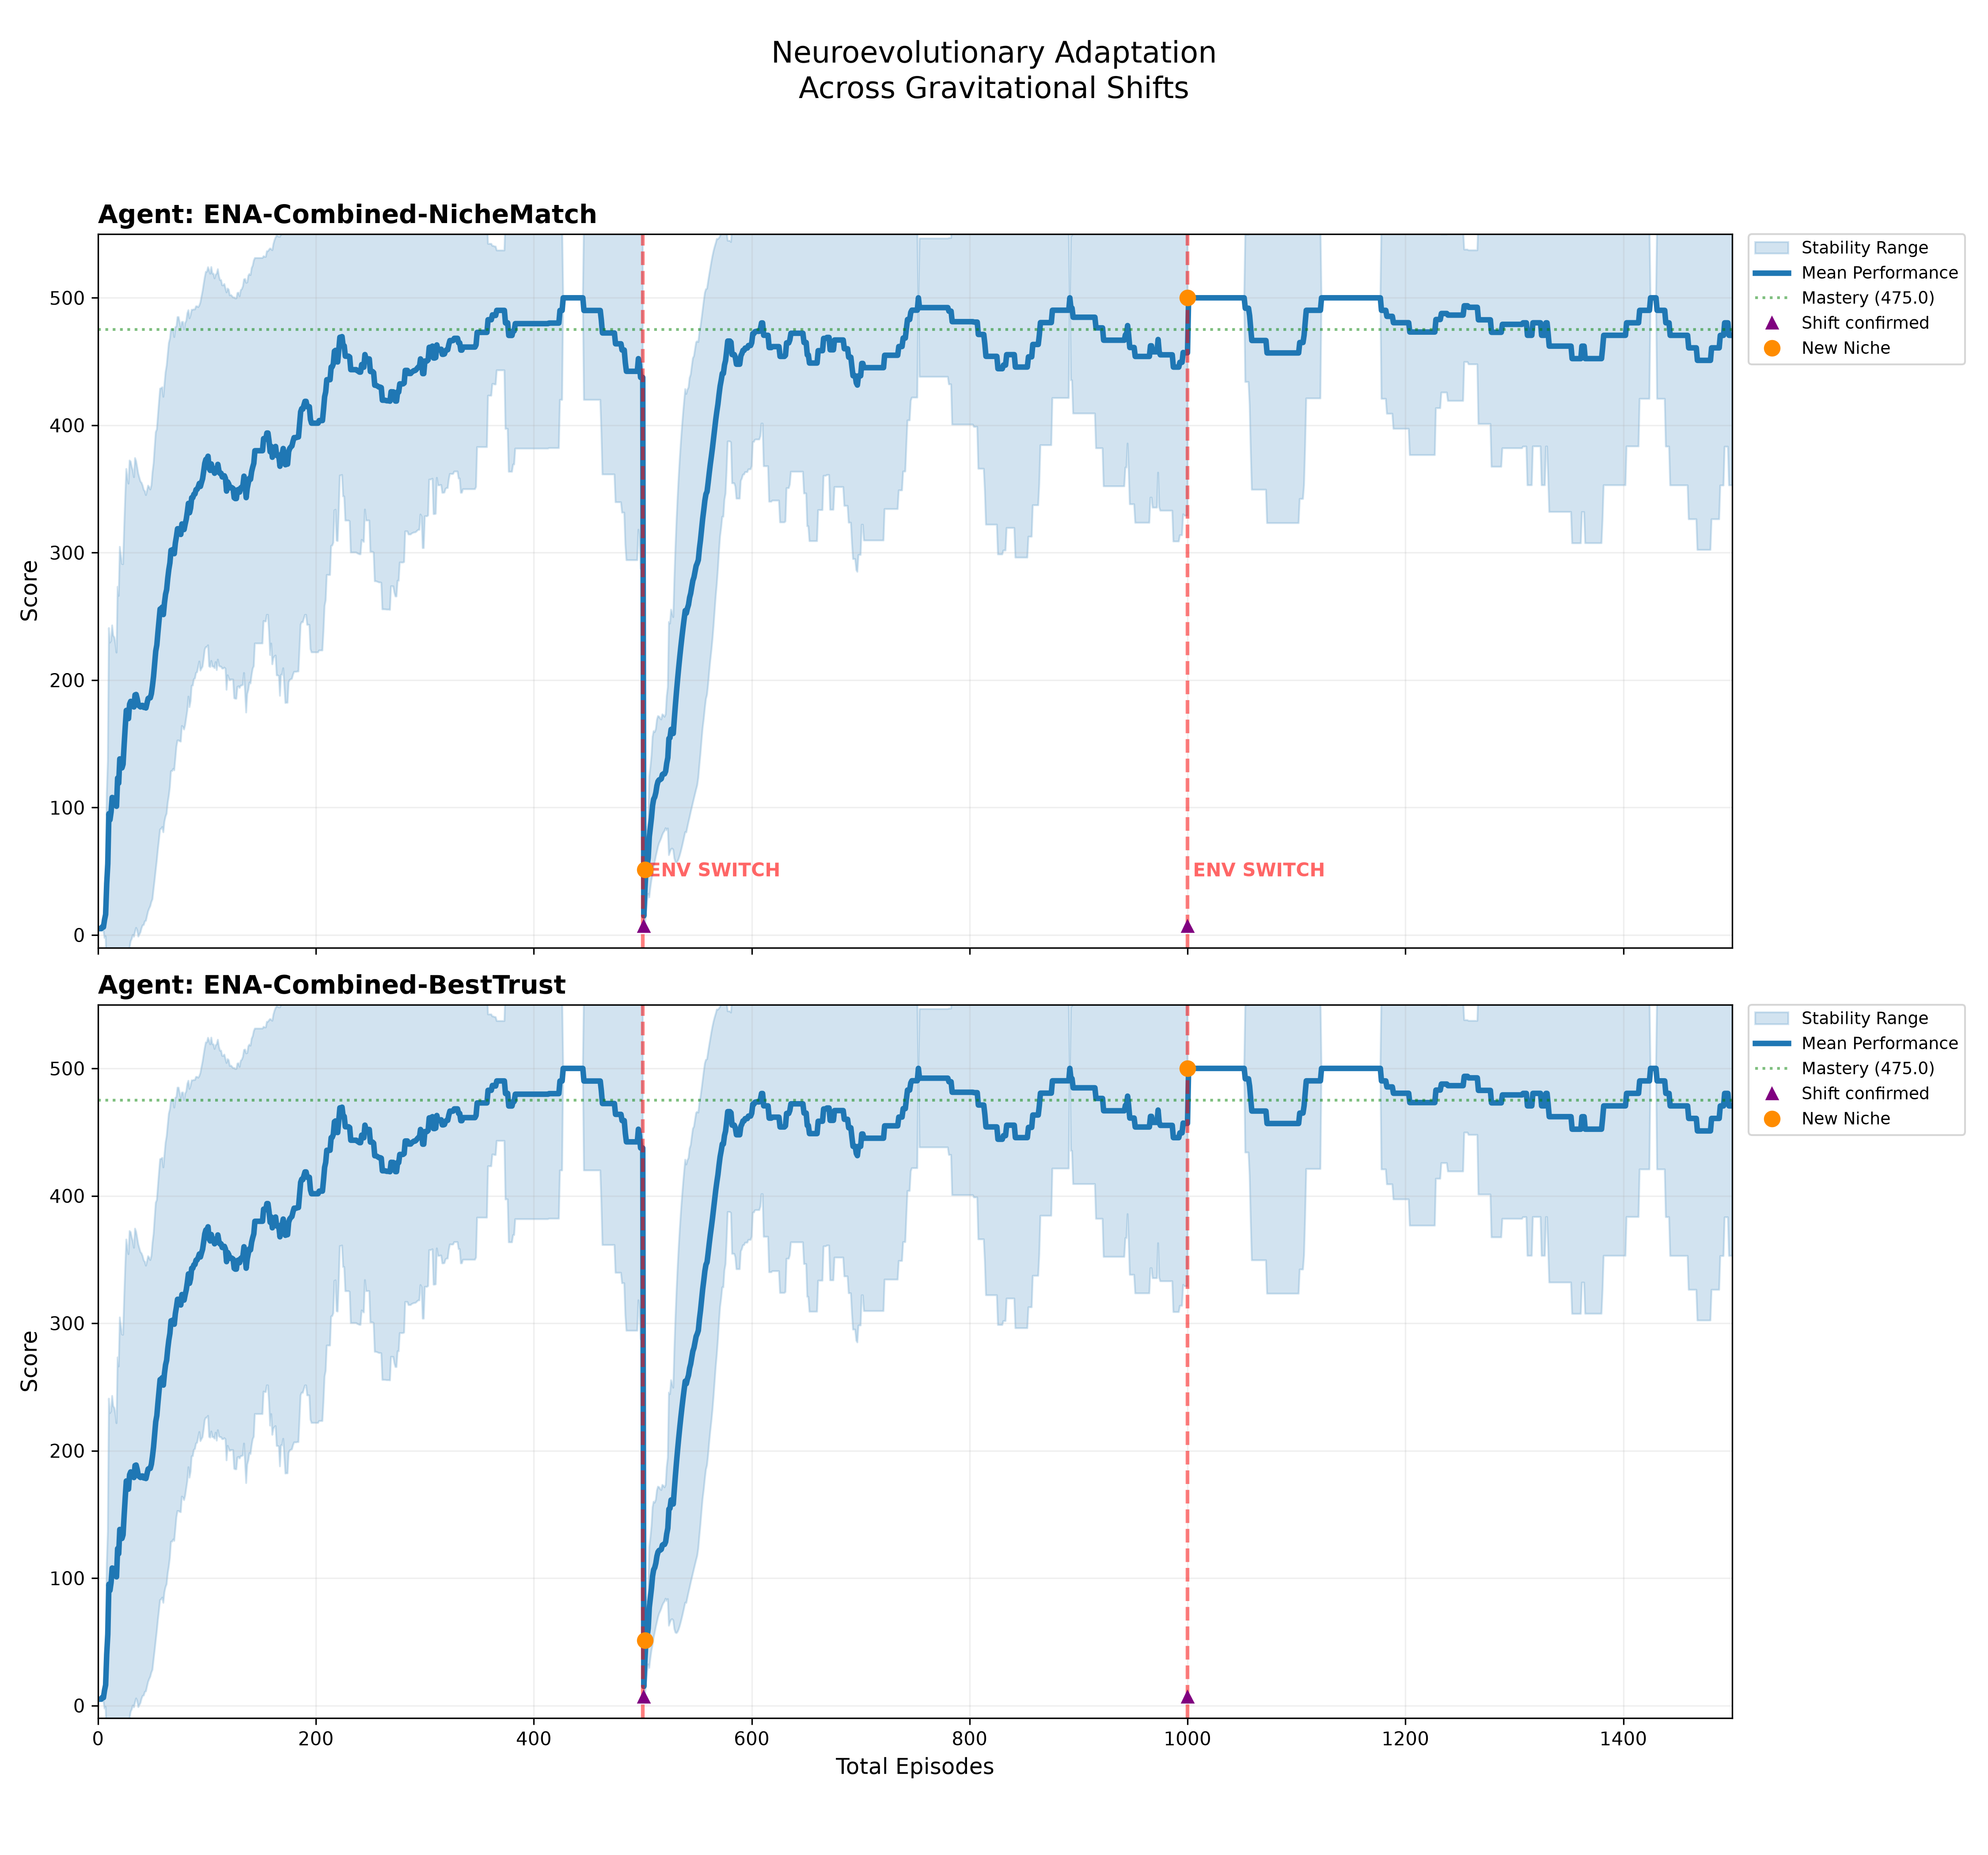 Neuroevolutionary Adaptation
Across Gravitational Shifts
Agent: ENA-Combined-NicheMatch
500
400
300
200
100
0
Score
ENV SWITCH
ENV SWITCH
Stability Range
Mean Performance
Mastery (475.0)
Shift confirmed
New Niche
Agent: ENA-Combined-BestTrust
500
400
300
200
100
0
Score
Stability Range
Mean Performance
Mastery (475.0)
Shift confirmed
New Niche
0 200 400 600 800 1000 1200 1400
Total Episodes